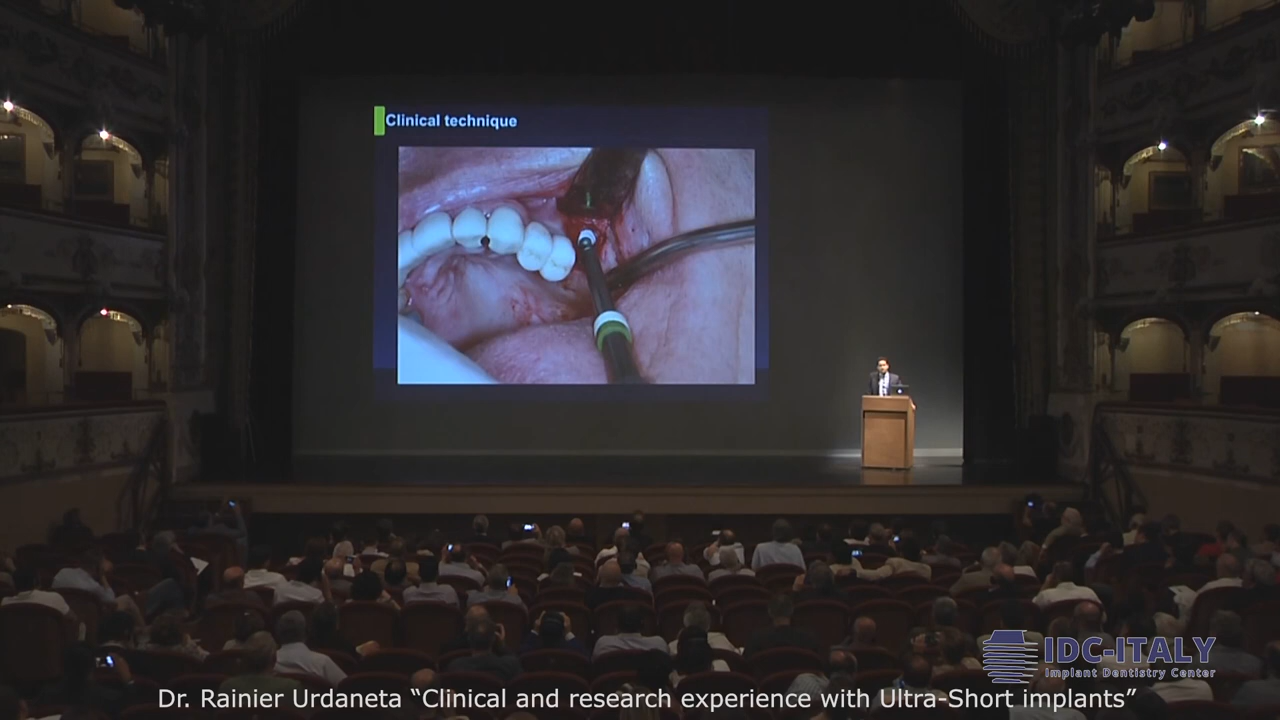 Clinical technique
IDC-ITALY
Implant Dentistry Center
Dr. Rainier Urdaneta “Clinical and research experience with Ultra-Short implants”